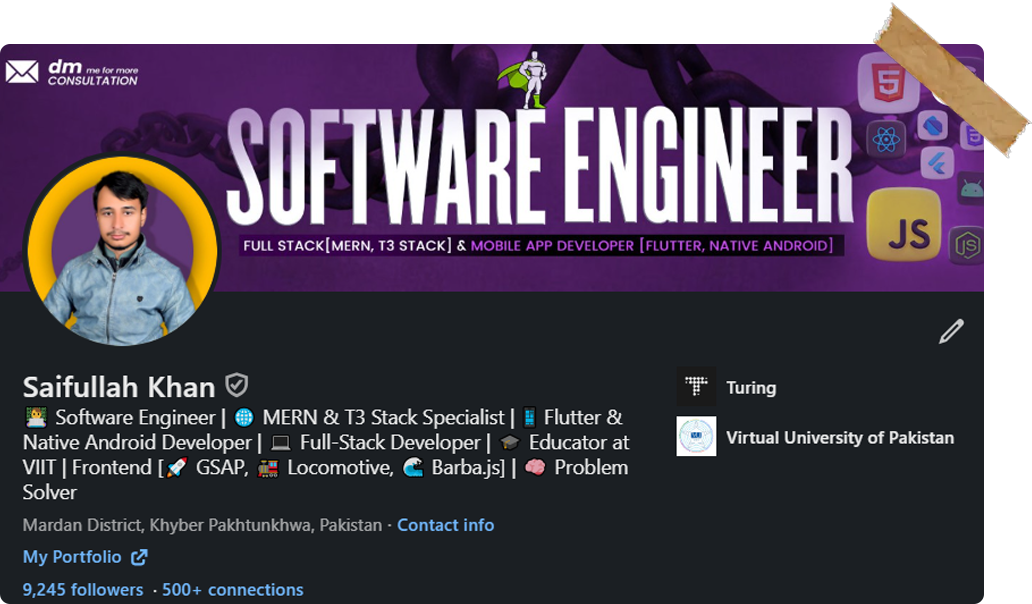 dm me for more
CONSULTATION
SOFTWARE ENGINEER
FULL STACK[MERN, T3 STACK] & MOBILE APP DEVELOPER [FLUTTER, NATIVE ANDROID]
JS
Saifullah Khan
🧑‍💻 Software Engineer | 🌐 MERN & T3 Stack Specialist | 📱 Flutter &
Native Android Developer | 💻 Full-Stack Developer | 🎓 Educator at
VIIT | Frontend [🚀 GSAP, 🚂 Locomotive, 🌊 Barba.js] | 🧠 Problem
Solver
Mardan District, Khyber Pakhtunkhwa, Pakistan · Contact info
My Portfolio
9,245 followers · 500+ connections
Turing
Virtual University of Pakistan